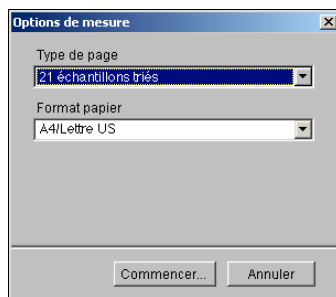 Options de mesure
Type de page
21 échantillons triés
Format papier
A4/Lettre US
Commencer... Annuler